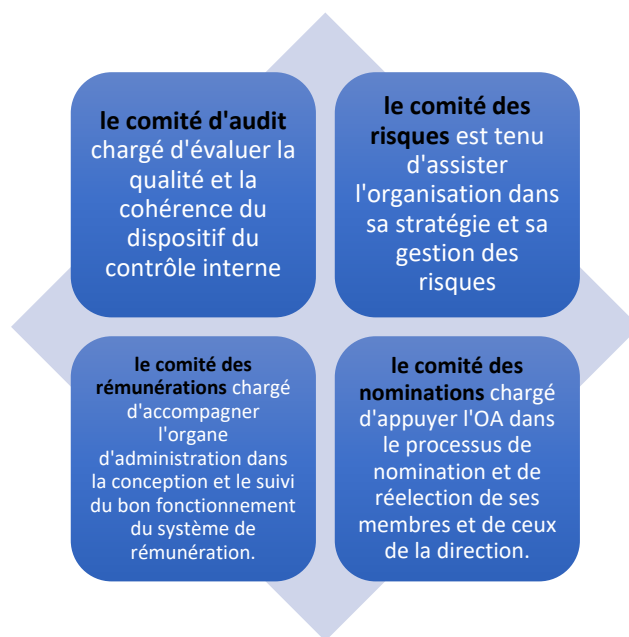 le comité d'audit
chargé d'évaluer la
qualité et la
cohérence du
dispositif du
contrôle interne
le comité des
risques est tenu
d'assister
l'organisation dans
sa stratégie et sa
gestion des
risques
le comité des
rémunérations chargé
d'accompagner
l'organe
d'administration dans
la conception et le suivi
du bon fonctionnement
du système de
rémunération.
le comité des
nominations chargé
d'appuyer l'OA dans
le processus de
nomination et de
réelection de ses
membres et de ceux
de la direction.